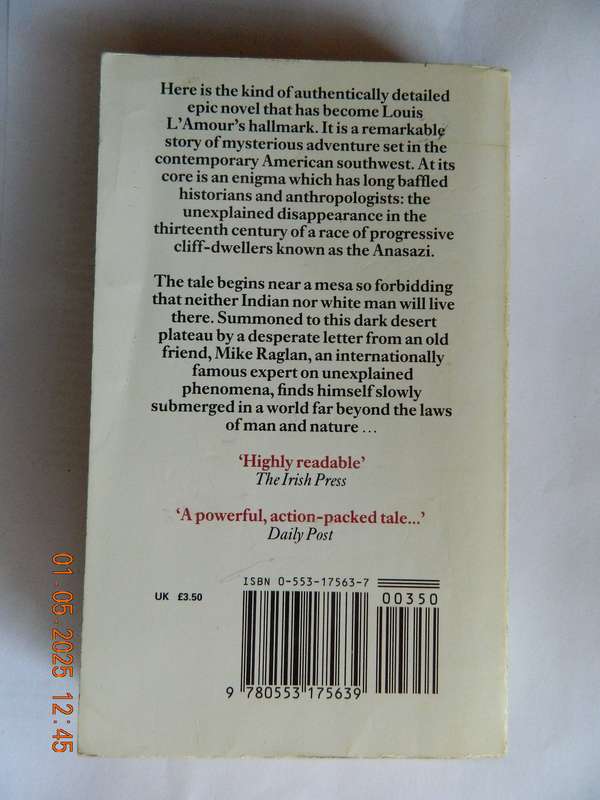 Here is the kind of authentically detailed
epic novel that has become Louis
L'Amour's hallmark. It is a remarkable
story of mysterious adventure set in the
contemporary American southwest. At its
core is an enigma which has long baffled
historians and anthropologists: the
unexplained disappearance in the
thirteenth century of a race of progressive
cliff-dwellers known as the Anasazi.
The tale begins near a mesa so forbidding
that neither Indian nor white man will live
there. Summoned to this dark desert
plateau by a desperate letter from an old
friend, Mike Raglan, an internationally
famous expert on unexplained
phenomena, finds himself slowly
submerged in a world far beyond the laws
of man and nature ...
‘Highly readable’
The Irish Press
‘A powerful, action-packed tale...’
Daily Post
ISBN 0-553-17563-7
UK £3.50
00350
9 780553 175639
01·05·2025 12:45